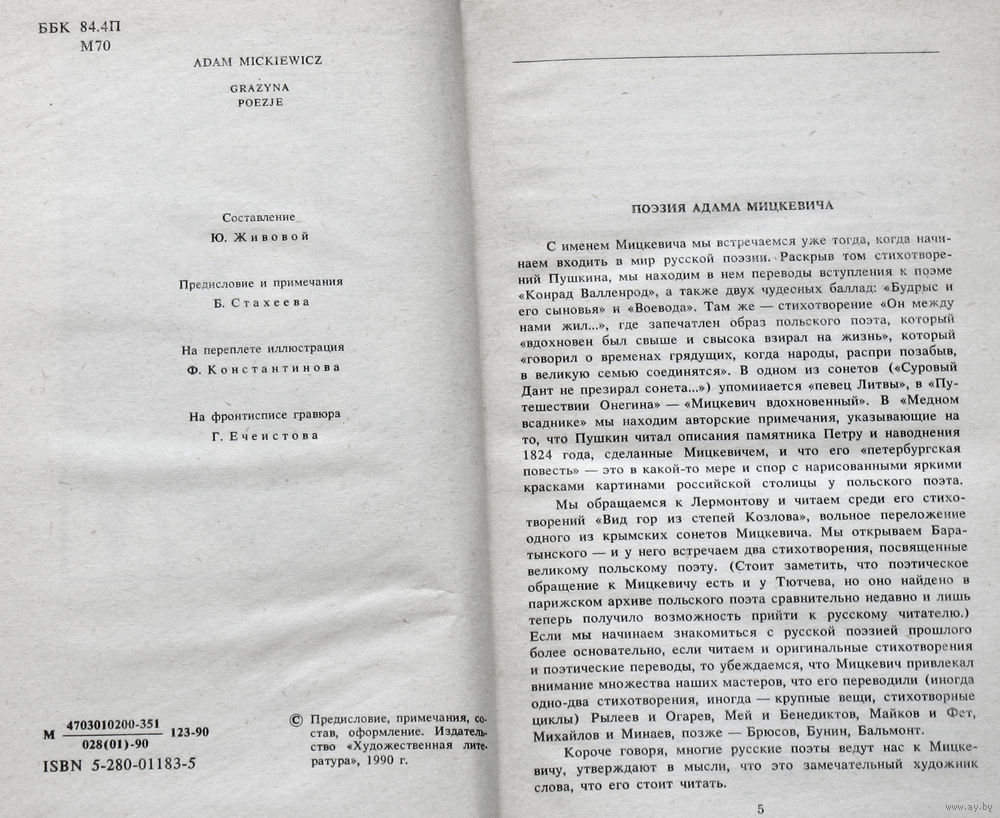 ББК 84.4П
М70
ADAM MICKIEWICZ
GRAŻYNA
POEZJE
Составление
Ю. Живовой
Предисловие и примечания
Б. Стахеева
На переплете иллюстрация
Ф. Константинова
На фронтисписе гравюра
Г. Ечеистова
М 4703010200-351
028(01)-90
123-90
ISBN 5-280-01183-5
© Предисловие, примечания, со-
став, оформление. Издатель-
ство «Художественная лите-
ратура», 1990 г.
ПОЭЗИЯ АДАМА МИЦКЕВИЧА
С именем Мицкевича мы встречаемся уже тогда, когда начи-
наем входить в мир русской поэзии. Раскрыв том стихотворе-
ний Пушкина, мы находим в нем переводы вступления к поэме
«Конрад Валленрод», а также двух чудесных баллад: «Будрыс и
его сыновья» и «Воевода». Там же — стихотворение «Он между
нами жил...», где запечатлен образ польского поэта, который
«вдохновен был свыше и свысока взирал на жизнь», который
«говорил о временах грядущих, когда народы, распри позабыв,
в великую семью соединятся». В одном из сонетов («Суровый
Дант не презирал сонета...») упоминается «певец Литвы», в «Пу-
тешествии Онегина» — «Мицкевич вдохновенный». В «Медном
всаднике» мы находим авторские примечания, указывающие на
то, что Пушкин читал описания памятника Петру и наводнения
1824 года, сделанные Мицкевичем, и что его «петербургская
повесть» — это в какой-то мере и спор с нарисованными яркими
красками картинами российской столицы у польского поэта.
Мы обращаемся к Лермонтову и читаем среди его стихо-
творений «Вид гор из степей Козлова», вольное переложение
одного из крымских сонетов Мицкевича. Мы открываем Бара-
тынского — и у него встречаем два стихотворения, посвященные
великому польскому поэту. (Стоит заметить, что поэтическое
обращение к Мицкевичу есть и у Тютчева, но оно найдено в
парижском архиве польского поэта сравнительно недавно и лишь
теперь получило возможность прийти к русскому читателю.)
Если мы начинаем знакомиться с русской поэзией прошлого
более основательно, если читаем и оригинальные стихотворения
и поэтические переводы, то убеждаемся, что Мицкевич привлекал
внимание множества наших мастеров, что его переводили (иногда
одно-два стихотворения, иногда — крупные вещи, стихотворные
циклы) Рылеев и Огарев, Мей и Бенедиктов, Майков и Фет,
Михайлов и Минаев, позже — Брюсов, Бунин, Бальмонт.
Короче говоря, многие русские поэты ведут нас к Мицке-
вичу, утверждают в мысли, что это замечательный художник
слова, что его стоит читать.
5
www.ay.by